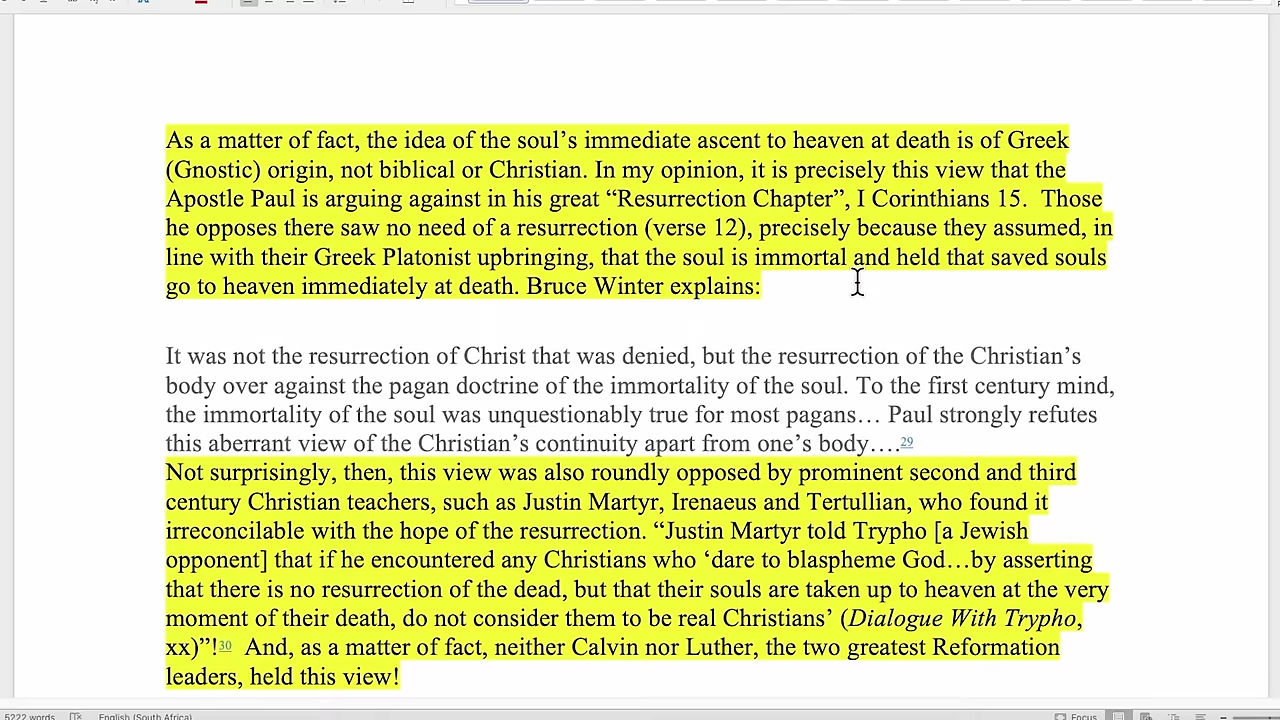 As a matter of fact, the idea of the soul’s immediate ascent to heaven at death is of Greek
(Gnostic) origin, not biblical or Christian. In my opinion, it is precisely this view that the
Apostle Paul is arguing against in his great “Resurrection Chapter”, I Corinthians 15.  Those
he opposes there saw no need of a resurrection (verse 12), precisely because they assumed, in
line with their Greek Platonist upbringing, that the soul is immortal and held that saved souls
go to heaven immediately at death. Bruce Winter explains:
It was not the resurrection of Christ that was denied, but the resurrection of the Christian’s
body over against the pagan doctrine of the immortality of the soul. To the first century mind,
the immortality of the soul was unquestionably true for most pagans… Paul strongly refutes
this aberrant view of the Christian’s continuity apart from one’s body….29
Not surprisingly, then, this view was also roundly opposed by prominent second and third
century Christian teachers, such as Justin Martyr, Irenaeus and Tertullian, who found it
irreconcilable with the hope of the resurrection. “Justin Martyr told Trypho [a Jewish
opponent] that if he encountered any Christians who ‘dare to blaspheme God…by asserting
that there is no resurrection of the dead, but that their souls are taken up to heaven at the very
moment of their death, do not consider them to be real Christians’ (Dialogue With Trypho,
xx)”!30  And, as a matter of fact, neither Calvin nor Luther, the two greatest Reformation
leaders, held this view!
5222 words English (South Africa) Focus